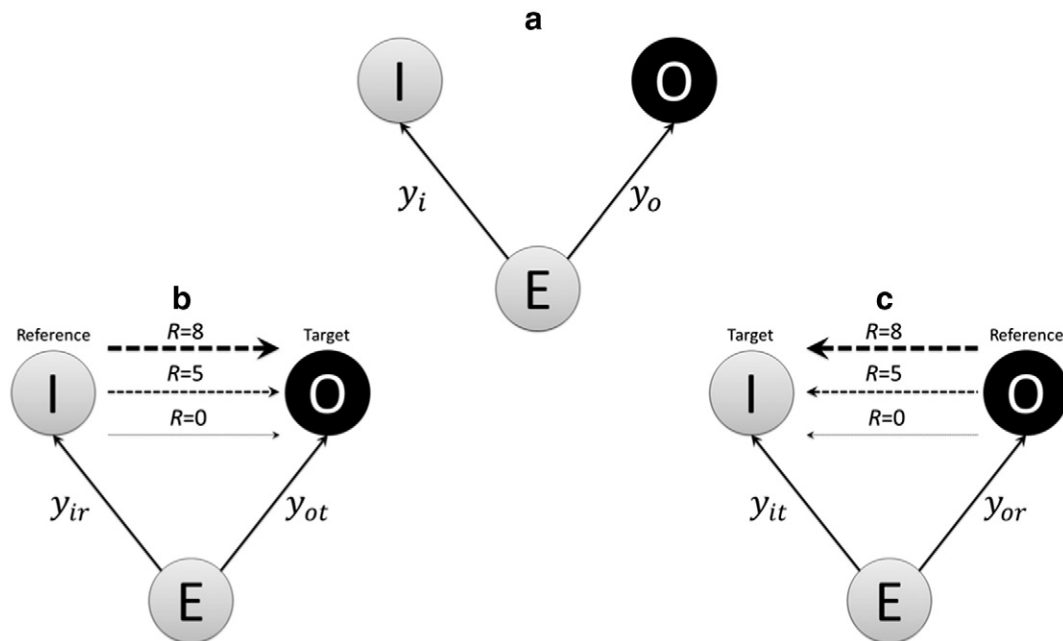 a
I O
y_i y_o
E
b c
Reference R=8 Target
I R=5 O
R=0
y_ir y_ot
E
Target R=8 Reference
I R=5 O
R=0
y_it y_or
E